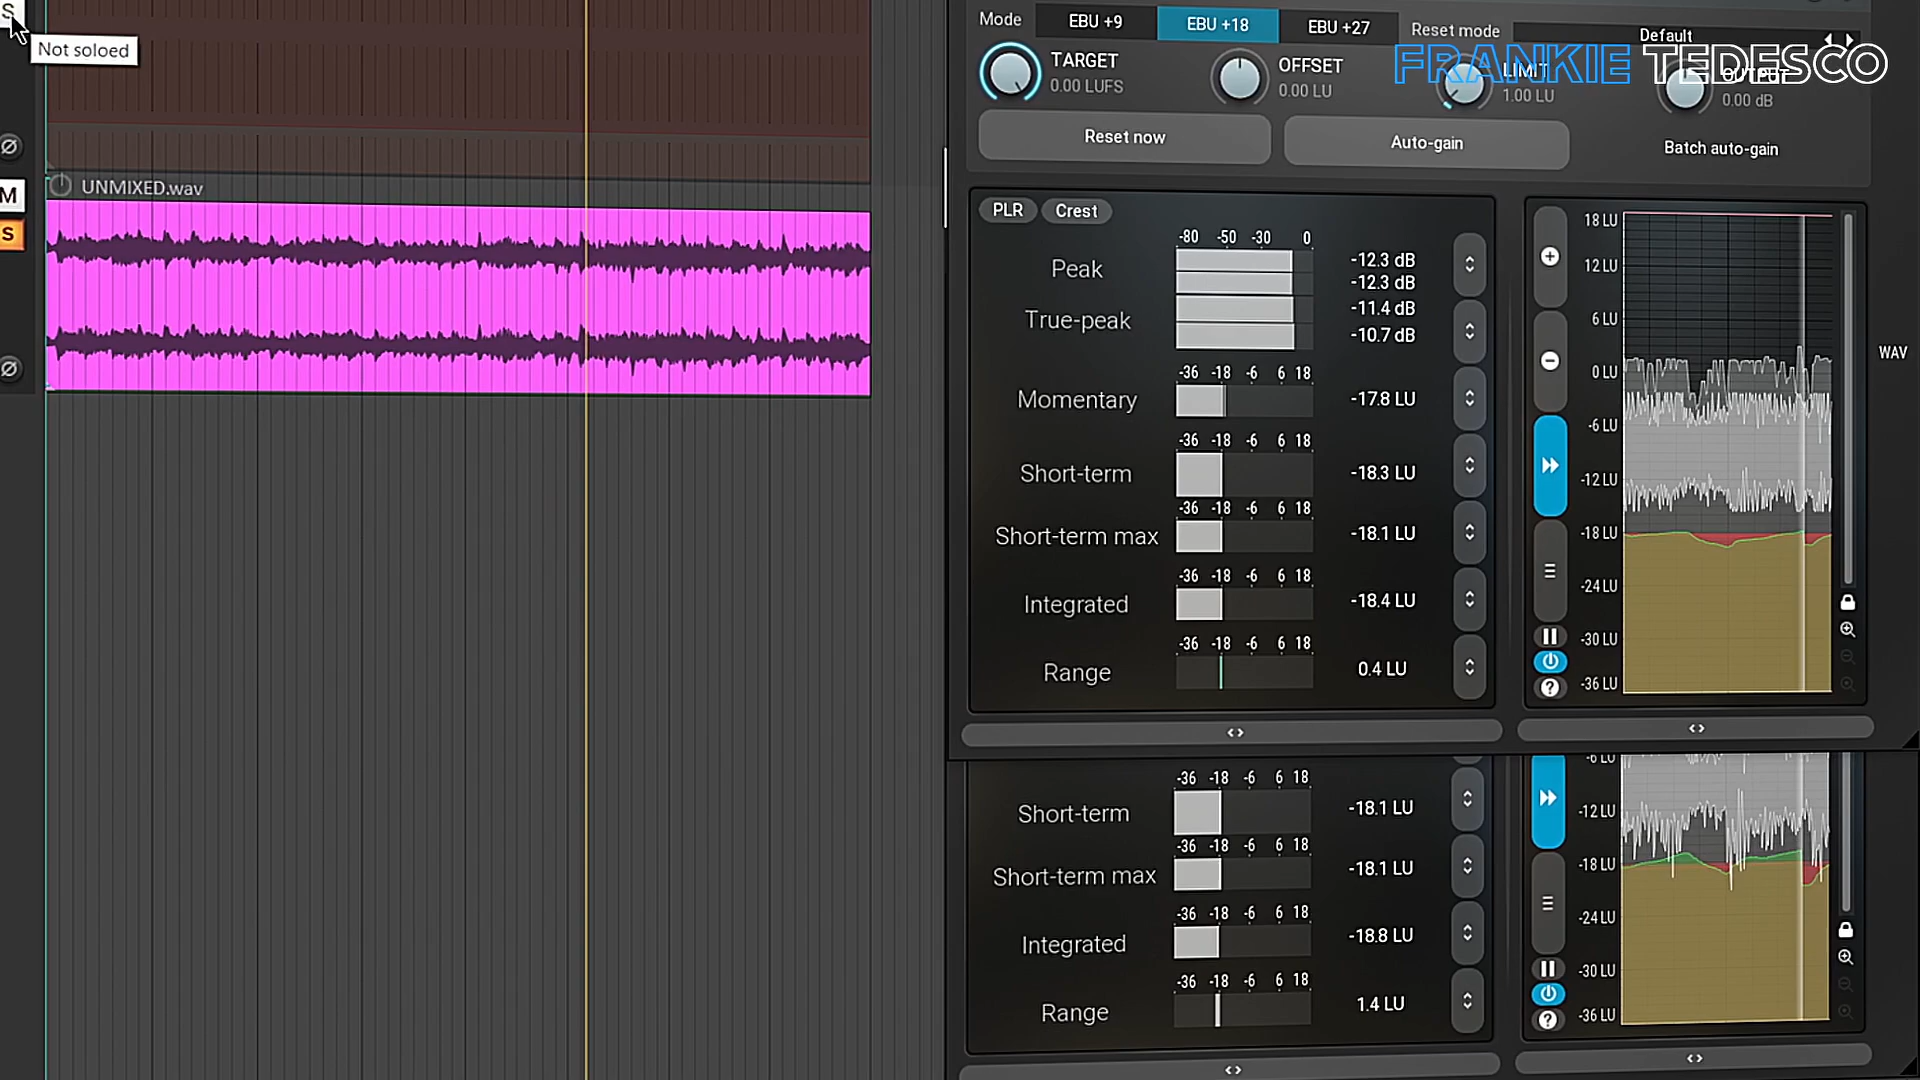 S
Not soloed
M
S
UNMIXED.wav
Mode
EBU +9
EBU +18
EBU +27
Reset mode
Default
FRANKIE TEDESCO
TARGET
0.00 LUFS
OFFSET
0.00 LU
LIMIT
1.00 LU
OUTPUT
0.00 dB
Reset now
Auto-gain
Batch auto-gain
PLR
Crest
-80 -50 -30 0
Peak
-12.3 dB
-12.3 dB
True-peak
-11.4 dB
-10.7 dB
-36 -18 -6 6 18
Momentary
-17.8 LU
-36 -18 -6 6 18
Short-term
-18.3 LU
-36 -18 -6 6 18
Short-term max
-18.1 LU
-36 -18 -6 6 18
Integrated
-18.4 LU
-36 -18 -6 6 18
Range
0.4 LU
18 LU
12 LU
6 LU
0 LU
-6 LU
-12 LU
-18 LU
-24 LU
-30 LU
-36 LU
WAV
-36 -18 -6 6 18
Short-term
-18.1 LU
-36 -18 -6 6 18
Short-term max
-18.1 LU
-36 -18 -6 6 18
Integrated
-18.8 LU
-36 -18 -6 6 18
Range
1.4 LU
-6 LU
-12 LU
-18 LU
-24 LU
-30 LU
-36 LU